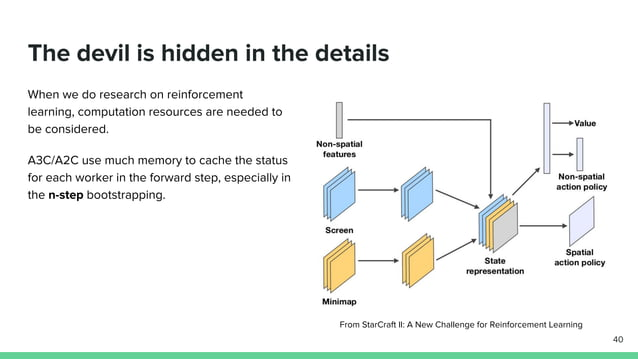 The devil is hidden in the details
When we do research on reinforcement
learning, computation resources are needed to
be considered.
A3C/A2C use much memory to cache the status
for each worker in the forward step, especially in
the n-step bootstrapping.
Non-spatial
features
Screen
Minimap
State
representation
Value
Non-spatial
action policy
Spatial
action policy
From StarCraft II: A New Challenge for Reinforcement Learning
40